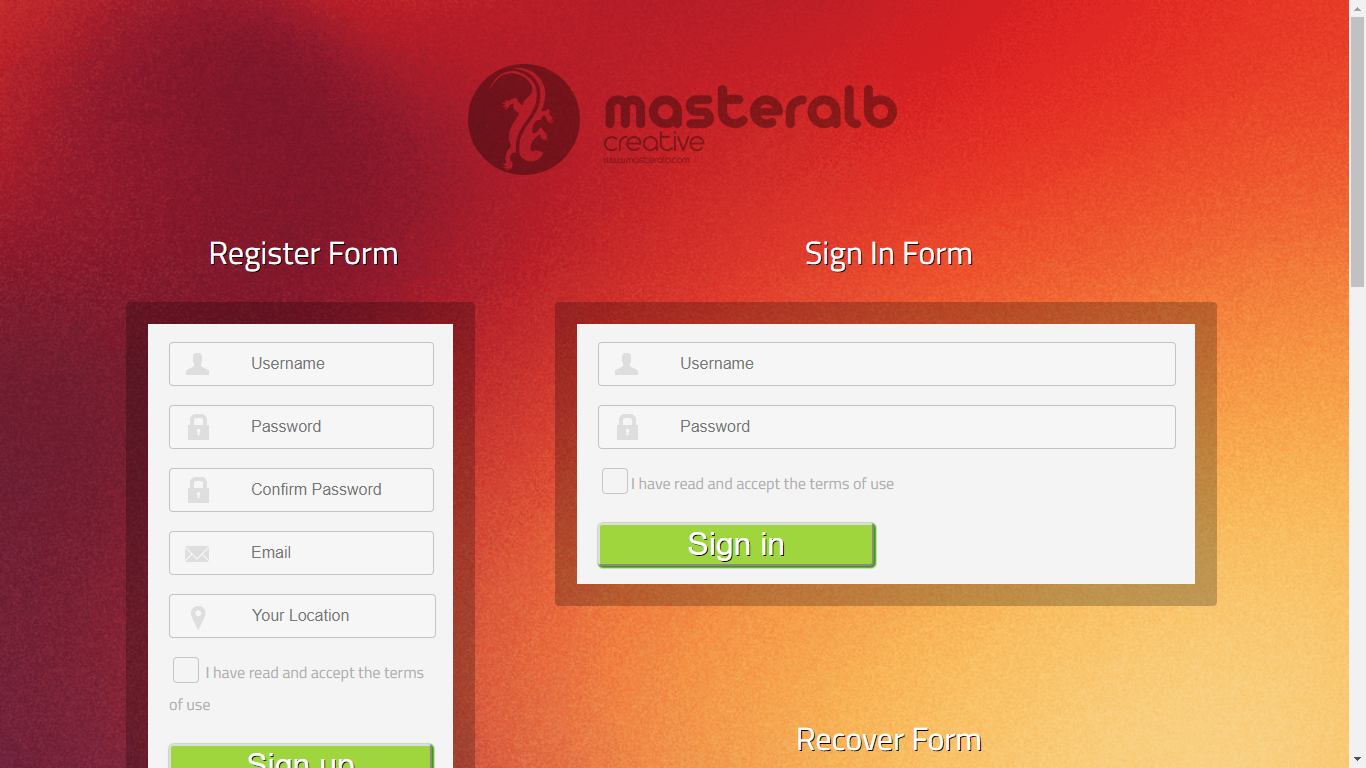 masteralb
creative
www.masteralb.com
Register Form
Username
Password
Confirm Password
Email
Your Location
I have read and accept the terms
of use
Sign up
Sign In Form
Username
Password
I have read and accept the terms of use
Sign in
Recover Form